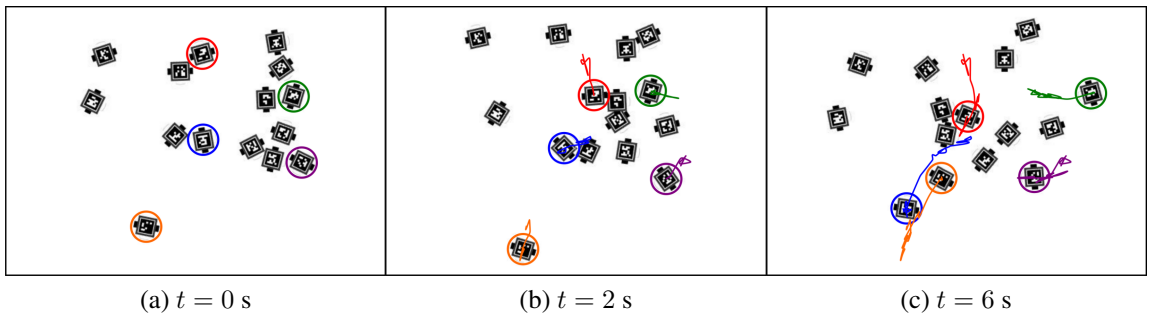 (a) t = 0 s
(b) t = 2 s
(c) t = 6 s